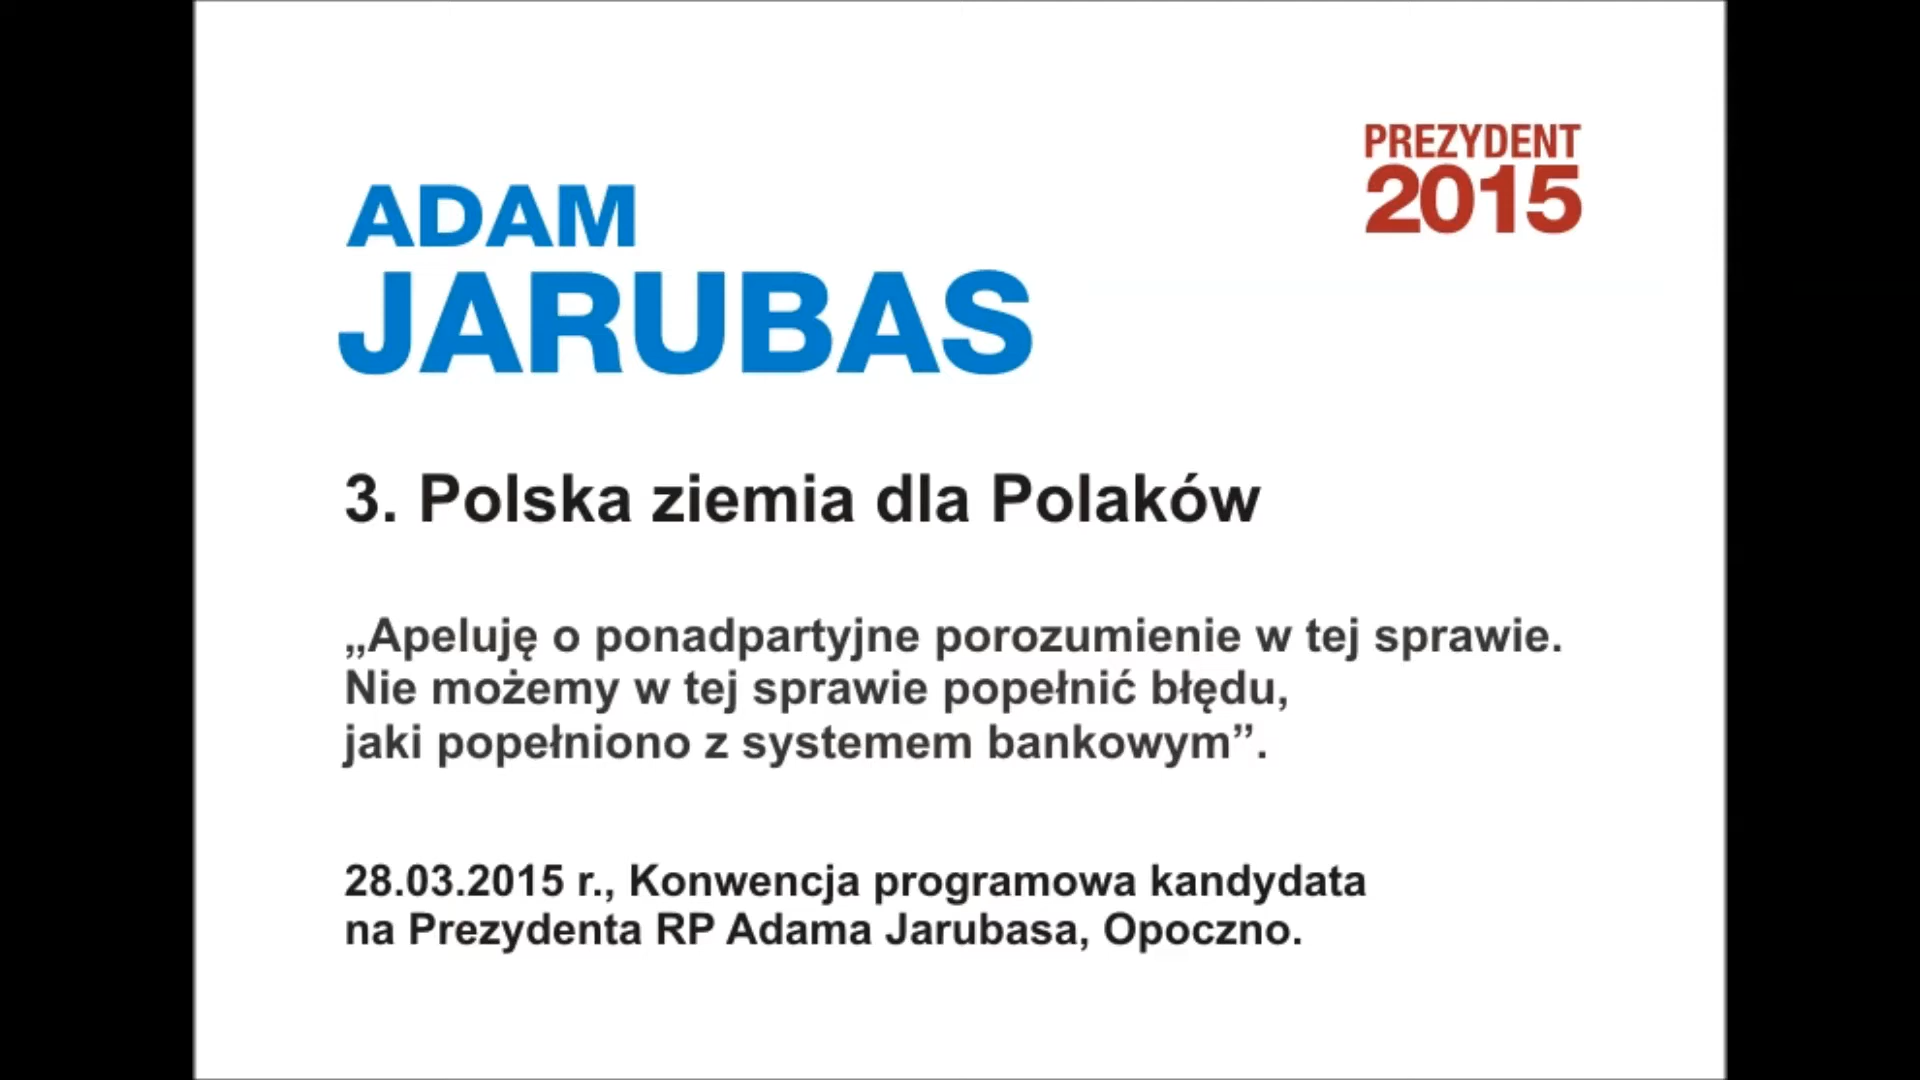 PREZYDENT
2015
ADAM
JARUBAS
3. Polska ziemia dla Polaków
„Apeluję o ponadpartyjne porozumienie w tej sprawie.
Nie możemy w tej sprawie popełnić błędu,
jaki popełniono z systemem bankowym”.
28.03.2015 r., Konwencja programowa kandydata
na Prezydenta RP Adama Jarubasa, Opoczno.